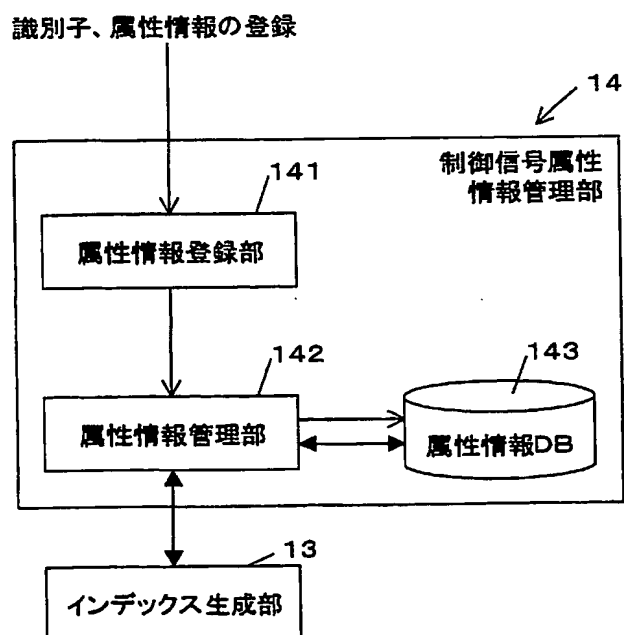 識別子、属性情報の登録
14
制御信号属性
情報管理部
141
属性情報登録部
142
属性情報管理部
143
属性情報DB
13
インデックス生成部